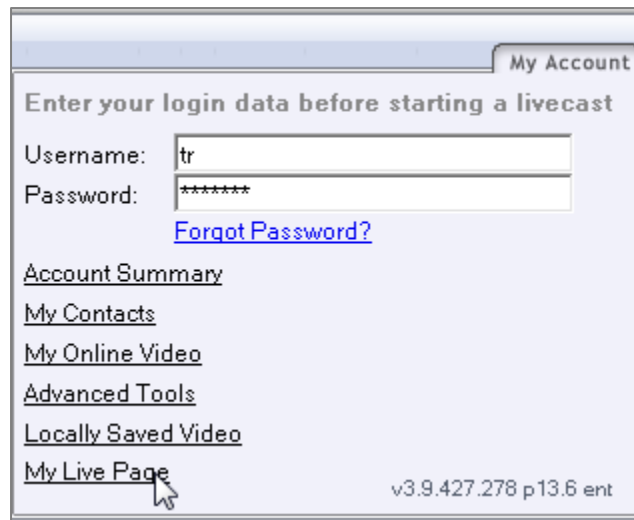 My Account
Enter your login data before starting a livecast
Username: tr
Password: *******
Forgot Password?
Account Summary
My Contacts
My Online Video
Advanced Tools
Locally Saved Video
My Live Page
v3.9.427.278 p13.6 ent